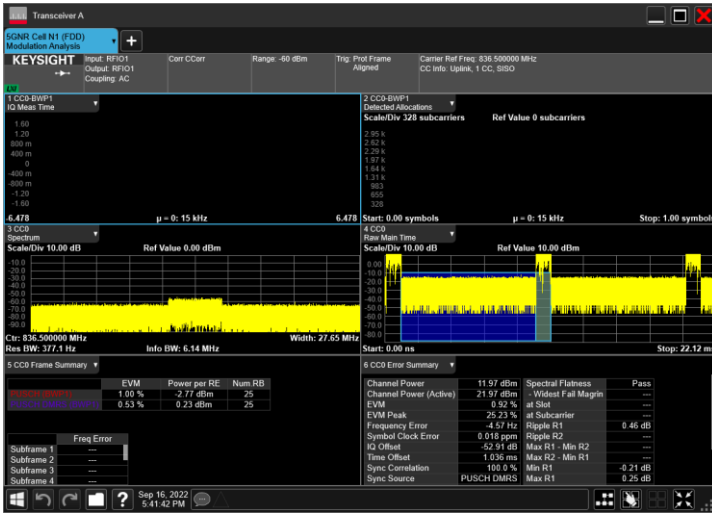 Transceiver A
5GNR Cell N1 (FDD)
Modulation Analysis
KEYSIGHT
Input: RFIO1
Output: RFIO1
Coupling: AC
Corr CCorr
Range: -60 dBm
Trig: Prot Frame
Aligned
Carrier Ref Freq: 836.500000 MHz
CC Info: Uplink, 1 CC, SISO
1 CC0-BWP1
IQ Meas Time
1.60
1.20
800 m
400 m
0
-400 m
-800 m
-1.20
-1.60
-6.478 µ = 0: 15 kHz 6.478
2 CC0-BWP1
Detected Allocations
Scale/Div 328 subcarriers Ref Value 0 subcarriers
2.95 k
2.62 k
2.29 k
1.97 k
1.64 k
1.31 k
983
655
328
Start: 0.00 symbols µ = 0: 15 kHz Stop: 1.00 symbol
3 CC0
Spectrum
Scale/Div 10.00 dB Ref Value 0.00 dBm
-10.0
-20.0
-30.0
-40.0
-50.0
-60.0
-70.0
-80.0
-90.0
Ctr: 836.500000 MHz Width: 27.65 MHz
Res BW: 377.1 Hz Info BW: 6.14 MHz
4 CC0
Raw Main Time
Scale/Div 10.00 dB Ref Value 10.00 dBm
0.00
-10.0
-20.0
-30.0
-40.0
-50.0
-60.0
-70.0
-80.0
Start: 0.00 ns Stop: 22.12 m
5 CC0 Frame Summary
EVM Power per RE Num.RB
1.00 % -2.77 dBm 25
0.53 % 0.23 dBm 25
Freq Error
Subframe 1 ---
Subframe 2 ---
Subframe 3 ---
Subframe 4 ---
6 CC0 Error Summary
Channel Power 11.97 dBm Spectral Flatness Pass
Channel Power (Active) 21.97 dBm - Widest Fail Magrin ---
EVM 0.92 % at Slot ---
EVM Peak 25.23 % at Subcarrier ---
Frequency Error -4.57 Hz Ripple R1 0.46 dB
Symbol Clock Error 0.018 ppm Ripple R2 ---
IQ Offset -52.91 dB Max R1 - Min R2 ---
Time Offset 1.036 ms Max R2 - Min R1 ---
Sync Correlation 100.0 % Min R1 -0.21 dB
Sync Source PUSCH DMRS Max R1 0.25 dB
Sep 16, 2022
5:41:42 PM